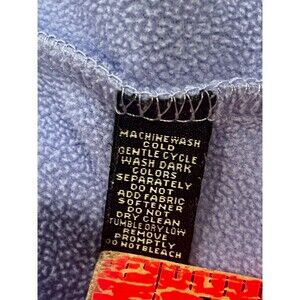 MACHINE WASH
COLD
GENTLE CYCLE
WASH DARK
COLORS
SEPARATELY
DO NOT
ADD FABRIC
SOFTENER
DO NOT
DRY CLEAN
TUMBLE DRY LOW
REMOVE
PROMPTLY
DO NOT BLEACH